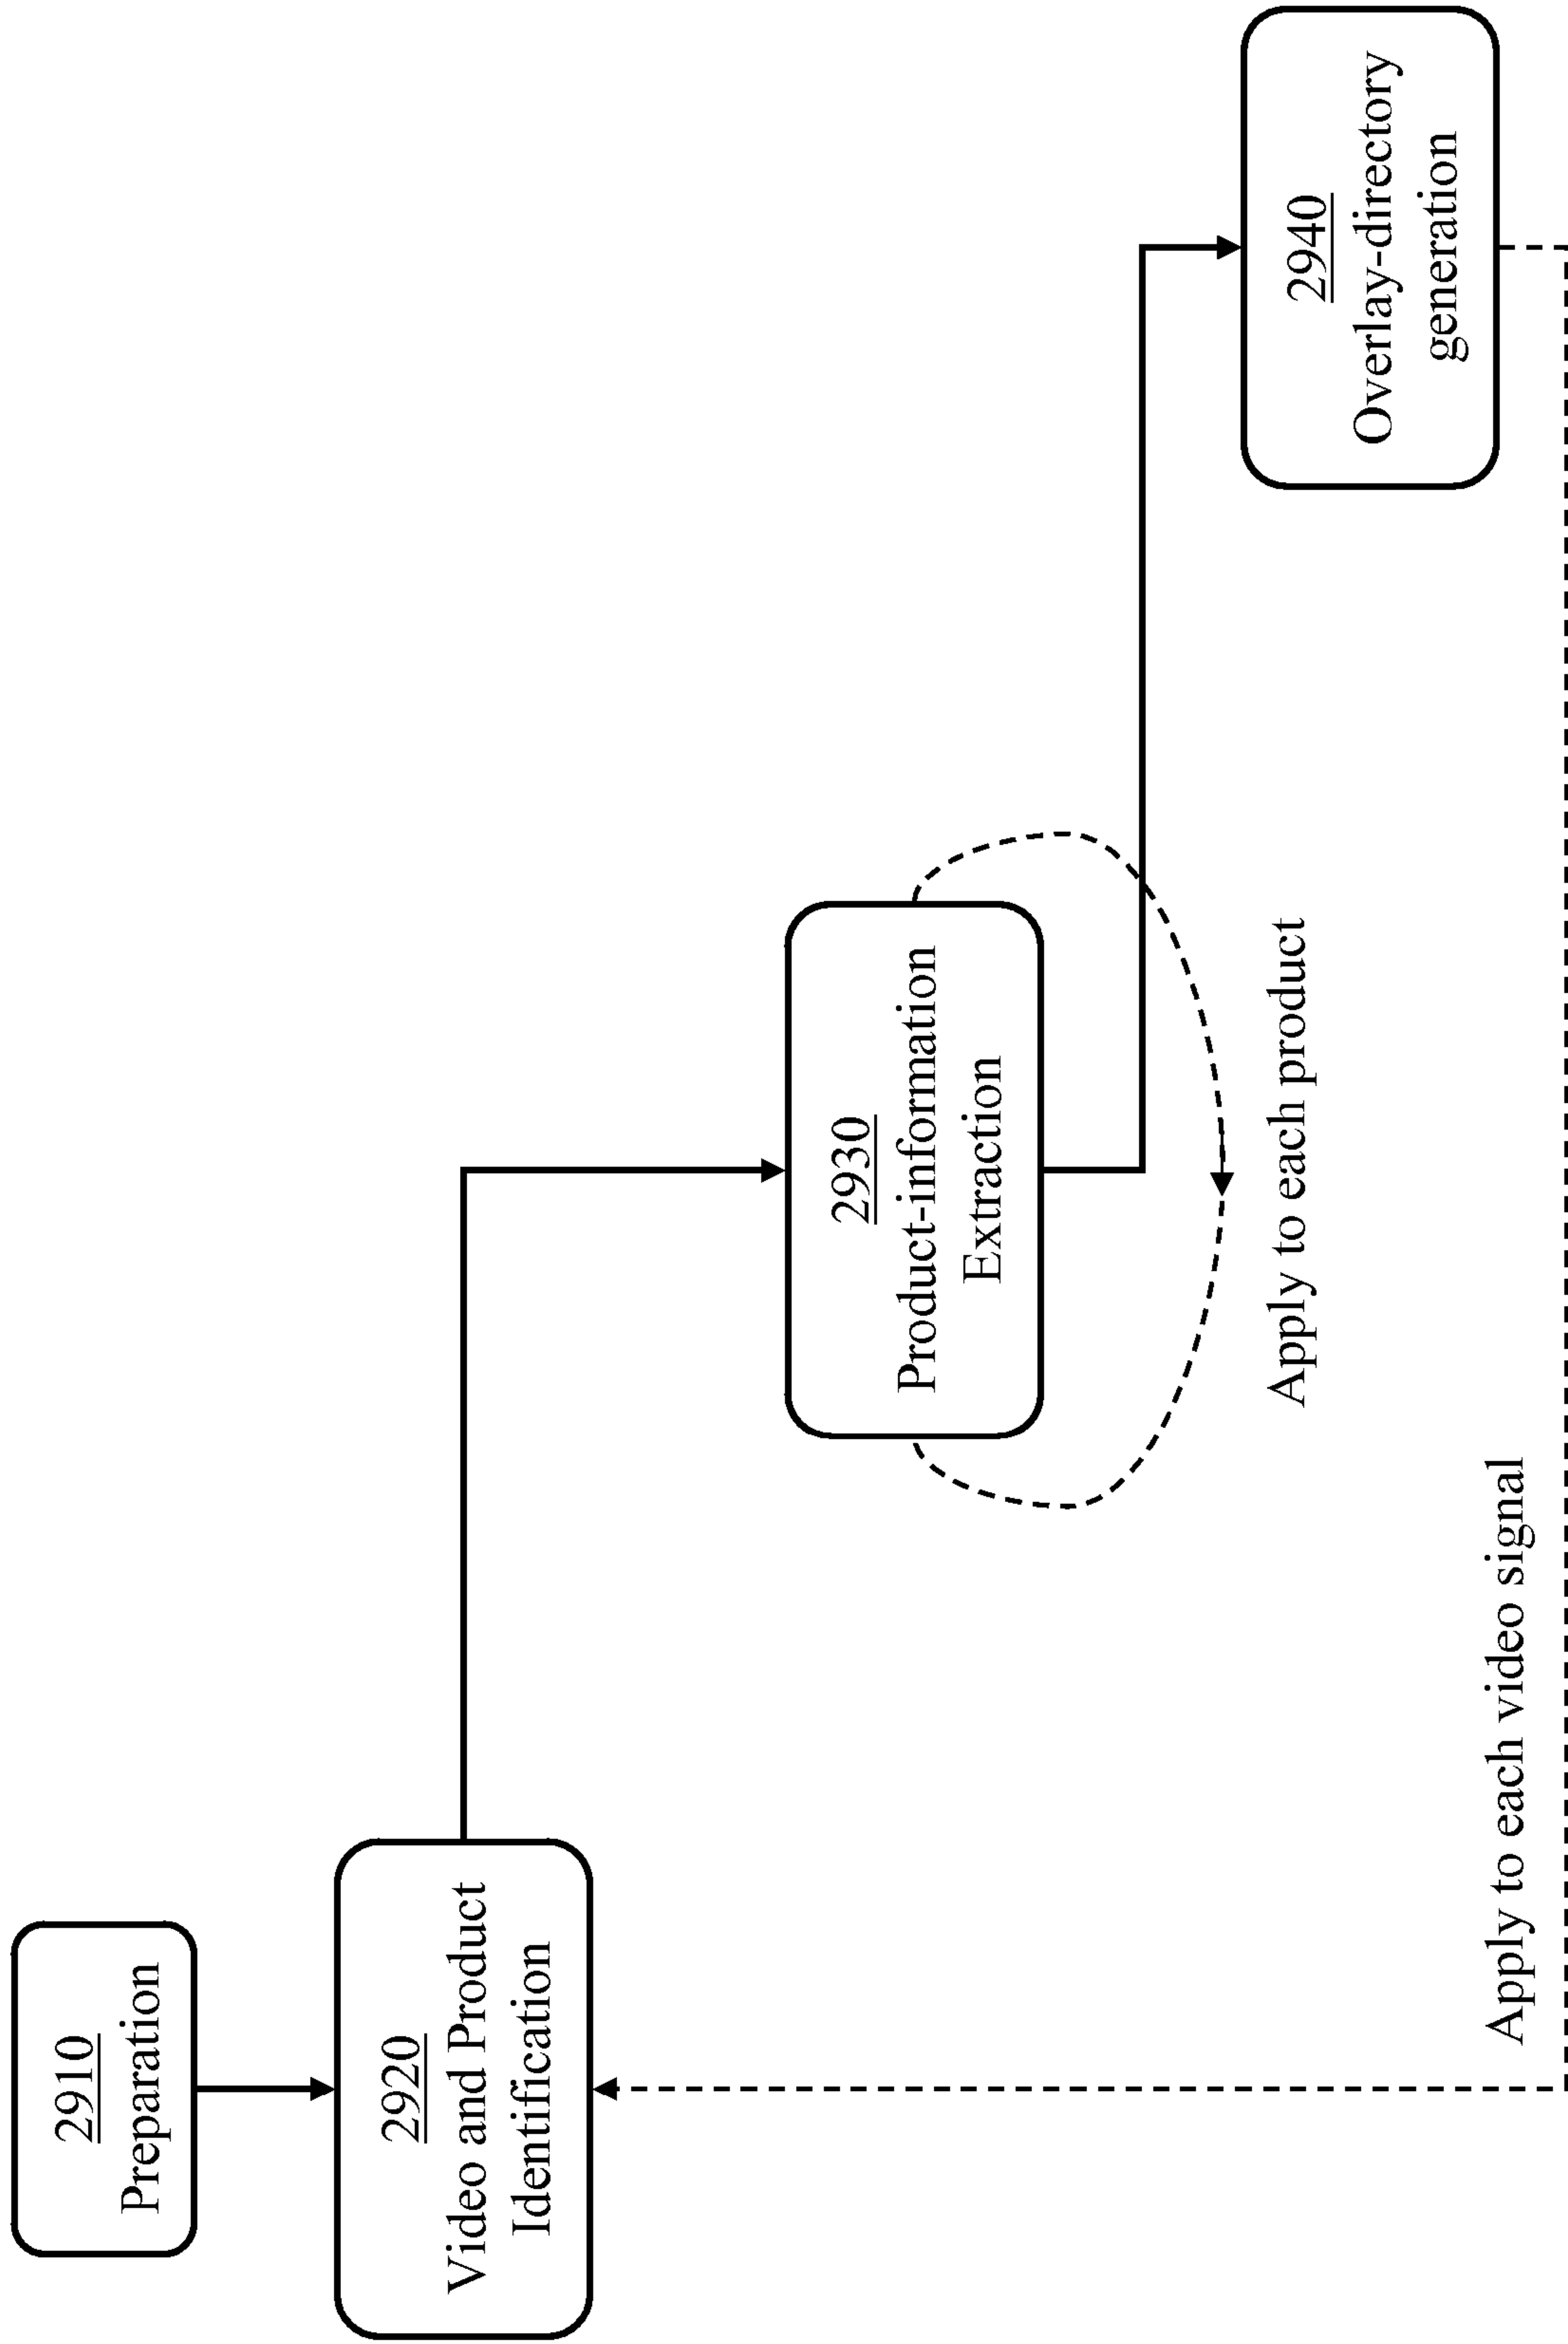 2910
Preparation
2920
Video and Product
Identification
2930
Product-information
Extraction
Apply to each product
2940
Overlay-directory
generation
Apply to each video signal